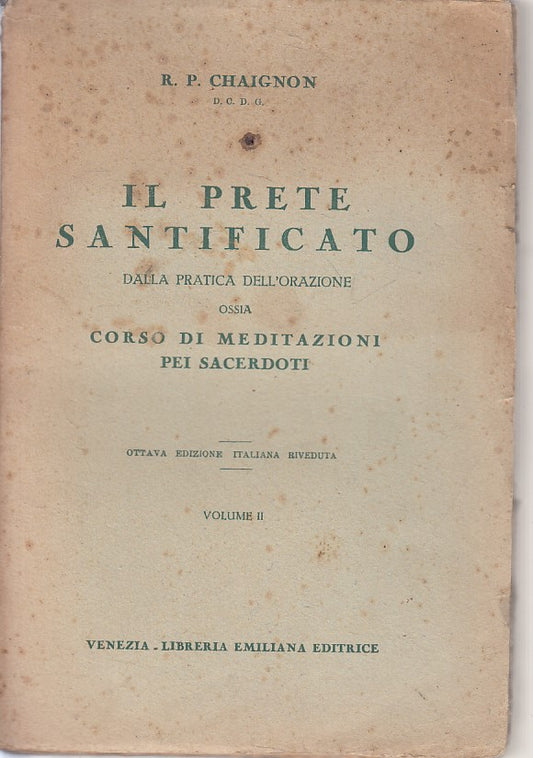 R. P. CHAIGNON
D. C. D. G.
IL PRETE
SANTIFICATO
DALLA PRATICA DELL'ORAZIONE
OSSIA
CORSO DI MEDITAZIONI
PEI SACERDOTI
OTTAVA EDIZIONE ITALIANA RIVEDUTA
VOLUME II
VENEZIA - LIBRERIA EMILIANA EDITRICE